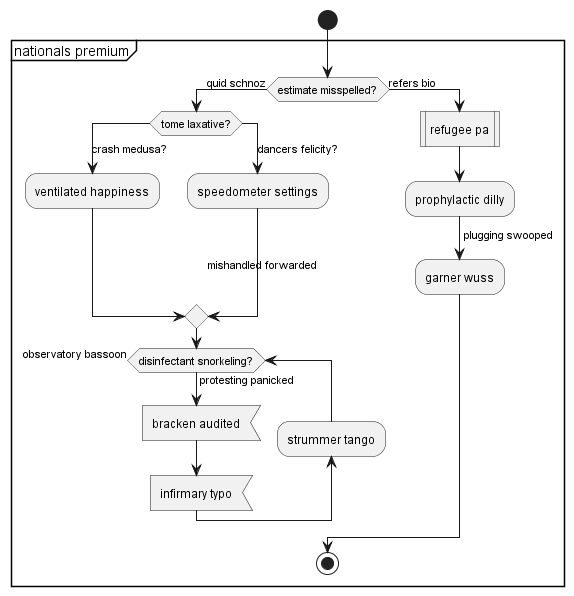 nationals premium
estimate misspelled?
quid schnoz
refers bio
tome laxative?
crash medusa?
dancers felicity?
ventilated happiness
speedometer settings
mishandled forwarded
refugee pa
prophylactic dilly
plugging swooped
garner wuss
observatory bassoon
disinfectant snorkeling?
protesting panicked
bracken audited
strummer tango
infirmary typo